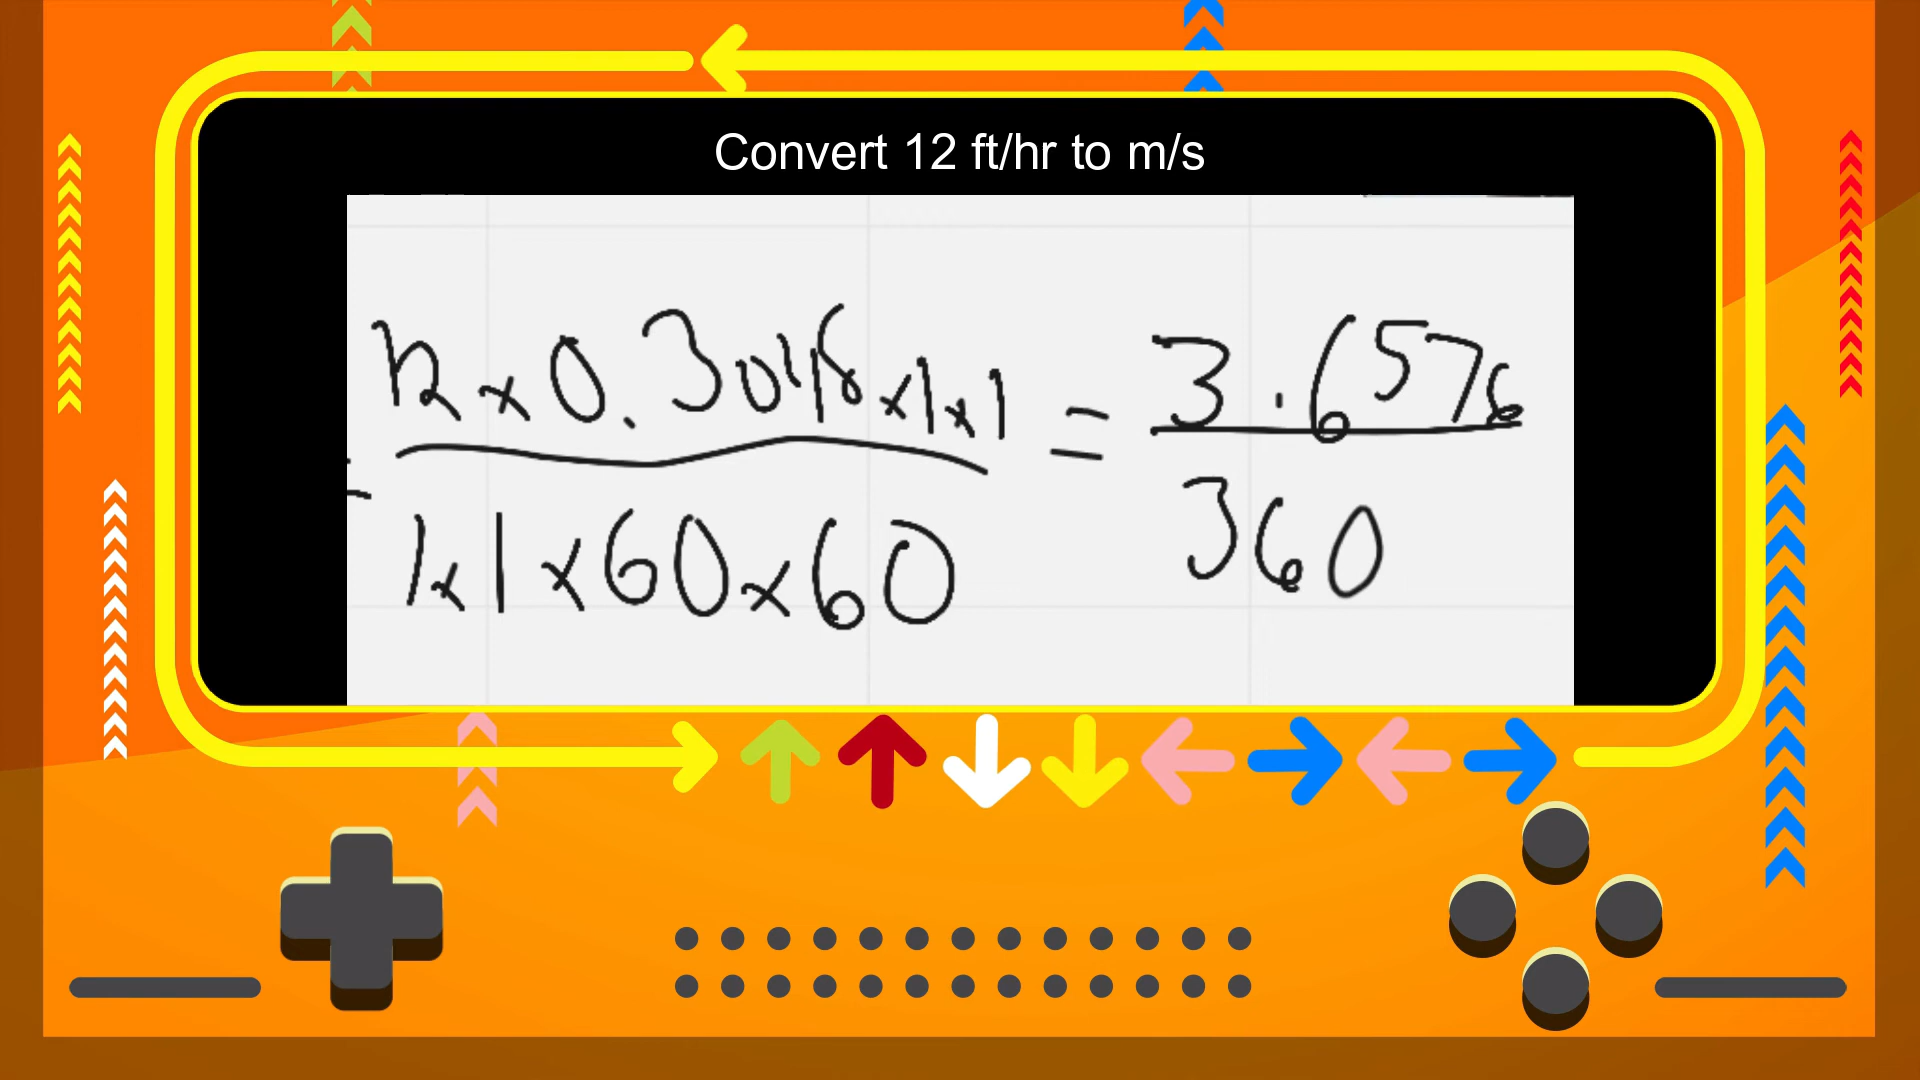 Convert 12 ft/hr to m/s
= 12 x 0.3048 x 1 x 1 = 3.6576
1 x 1 x 60 x 60 360